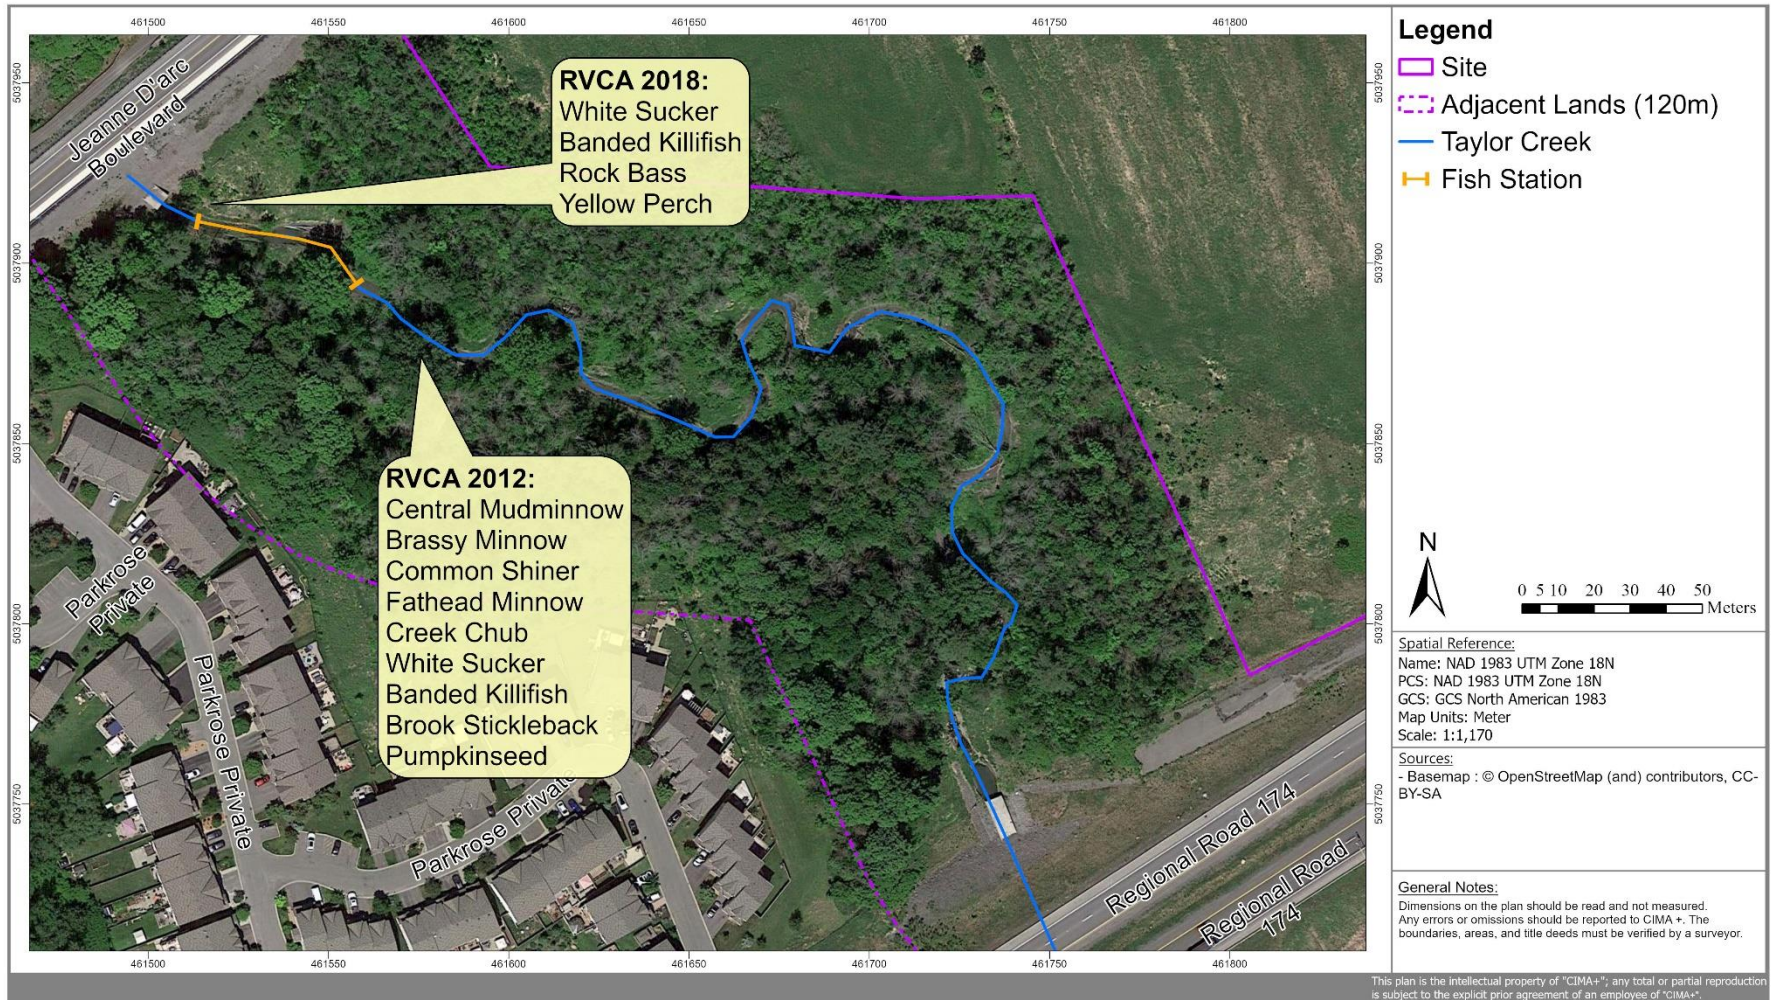 461500 461550 461600 461650 461700 461750 461800
5037950
5037900
5037850
5037800
5037750
Jeanne D'arc
Boulevard
RVCA 2018:
White Sucker
Banded Killifish
Rock Bass
Yellow Perch
RVCA 2012:
Central Mudminnow
Brassy Minnow
Common Shiner
Fathead Minnow
Creek Chub
White Sucker
Banded Killifish
Brook Stickleback
Pumpkinseed
Parkrose
Private
Parkrose Private
Parkrose Private
Regional Road 174
Regional Road
174
5037950
5037900
5037850
5037800
5037750
461500 461550 461600 461650 461700 461750 461800
Legend
Site
Adjacent Lands (120m)
Taylor Creek
Fish Station
N
0 5 10 20 30 40 50 Meters
Spatial Reference:
Name: NAD 1983 UTM Zone 18N
PCS: NAD 1983 UTM Zone 18N
GCS: GCS North American 1983
Map Units: Meter
Scale: 1:1,170
Sources:
- Basemap : © OpenStreetMap (and) contributors, CC-
BY-SA
General Notes:
Dimensions on the plan should be read and not measured.
Any errors or omissions should be reported to CIMA +. The
boundaries, areas, and title deeds must be verified by a surveyor.
This plan is the intellectual property of "CIMA+"; any total or partial reproduction
is subject to the explicit prior agreement of an employee of "CIMA+".